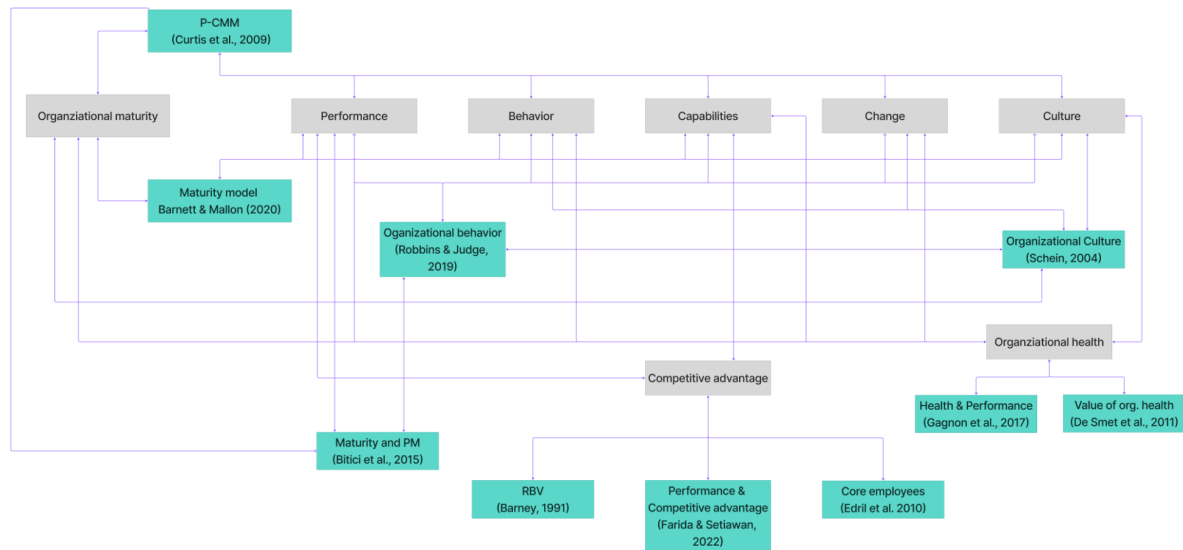 P-CMM
(Curtis et al., 2009)
Organziational maturity
Performance
Behavior
Capabilities
Change
Culture
Maturity model
Barnett & Mallon (2020)
Oganizational behavior
(Robbins & Judge,
2019)
Organizational Culture
(Schein, 2004)
Organziational health
Competitive advantage
Health & Performance
(Gagnon et al., 2017)
Value of org. health
(De Smet et al., 2011)
Maturity and PM
(Bitici et al., 2015)
RBV
(Barney, 1991)
Performance &
Competitive advantage
(Farida & Setiawan,
2022)
Core employees
(Edril et al. 2010)